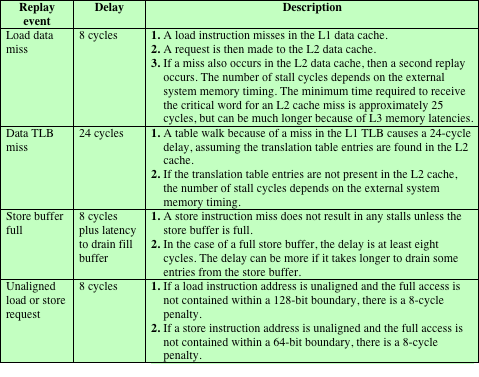 Replay event Delay Description
Load data miss 8 cycles 1. A load instruction misses in the L1 data cache.
2. A request is then made to the L2 data cache.
3. If a miss also occurs in the L2 data cache, then a second replay
occurs. The number of stall cycles depends on the external
system memory timing. The minimum time required to receive
the critical word for an L2 cache miss is approximately 25
cycles, but can be much longer because of L3 memory latencies.
Data TLB miss 24 cycles 1. A table walk because of a miss in the L1 TLB causes a 24-cycle
delay, assuming the translation table entries are found in the L2
cache.
2. If the translation table entries are not present in the L2 cache,
the number of stall cycles depends on the external system
memory timing.
Store buffer full 8 cycles plus latency to drain fill buffer 1. A store instruction miss does not result in any stalls unless the
store buffer is full.
2. In the case of a full store buffer, the delay is at least eight
cycles. The delay can be more if it takes longer to drain some
entries from the store buffer.
Unaligned load or store request 8 cycles 1. If a load instruction address is unaligned and the full access is
not contained within a 128-bit boundary, there is a 8-cycle
penalty.
2. If a store instruction address is unaligned and the full access is
not contained within a 64-bit boundary, there is a 8-cycle
penalty.